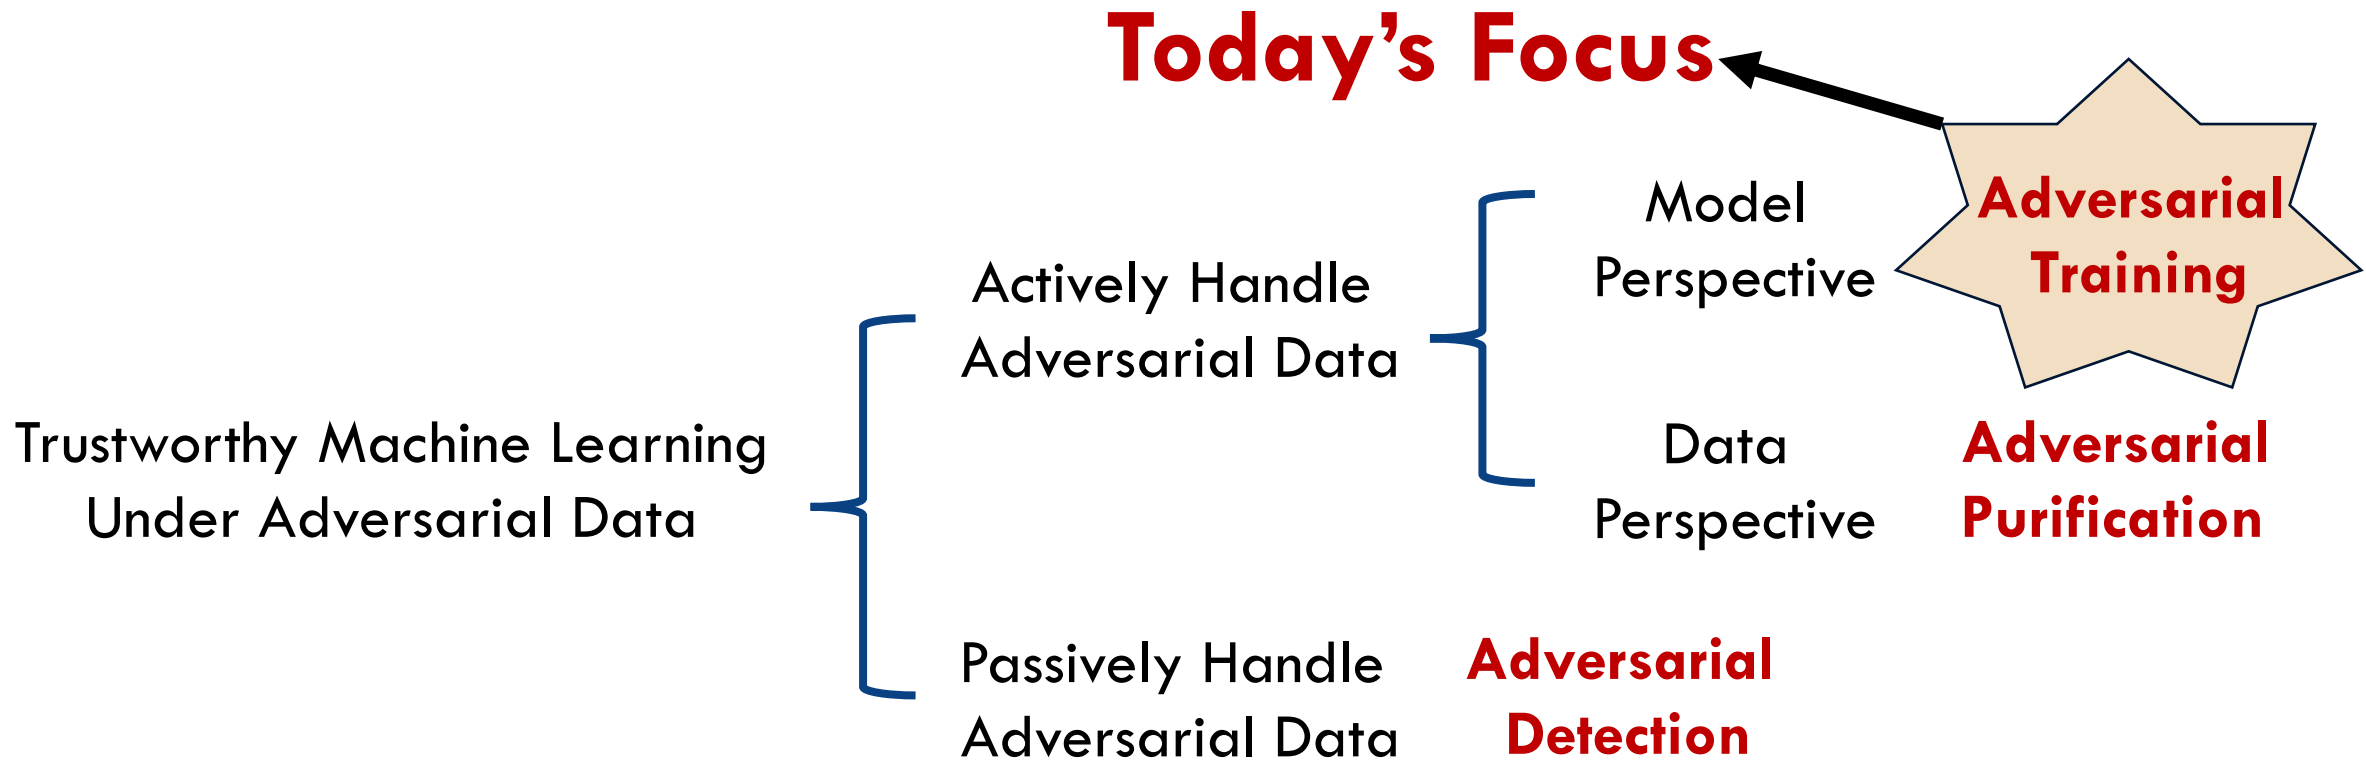 Today’s Focus
Model
Perspective
Adversarial
Training
Actively Handle
Adversarial Data
Trustworthy Machine Learning
Under Adversarial Data
Data
Perspective
Adversarial
Purification
Passively Handle
Adversarial Data
Adversarial
Detection